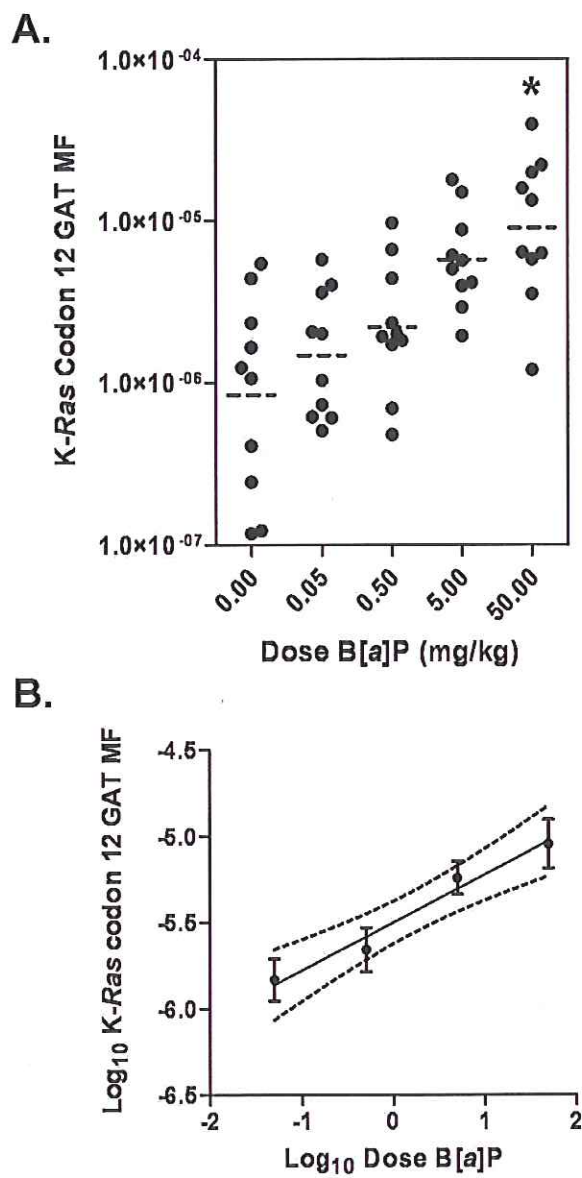 A.
K-Ras Codon 12 GAT MF
1.0×10 -04
1.0×10 -05
1.0×10 -06
1.0×10 -07
*
0.00 0.05 0.50 5.00 50.00
Dose B[a]P (mg/kg)
B.
Log10 K-Ras codon 12 GAT MF
-4.5
-5.0
-5.5
-6.0
-6.5
-2 -1 0 1 2
Log10 Dose B[a]P